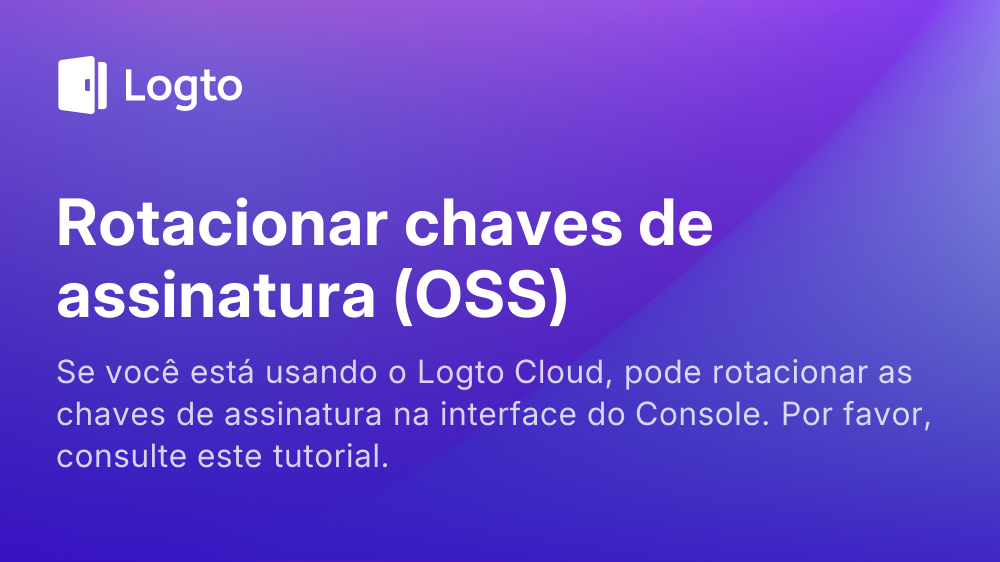 Logto
Rotacionar chaves de
assinatura (OSS)
Se você está usando o Logto Cloud, pode rotacionar as
chaves de assinatura na interface do Console. Por favor,
consulte este tutorial.